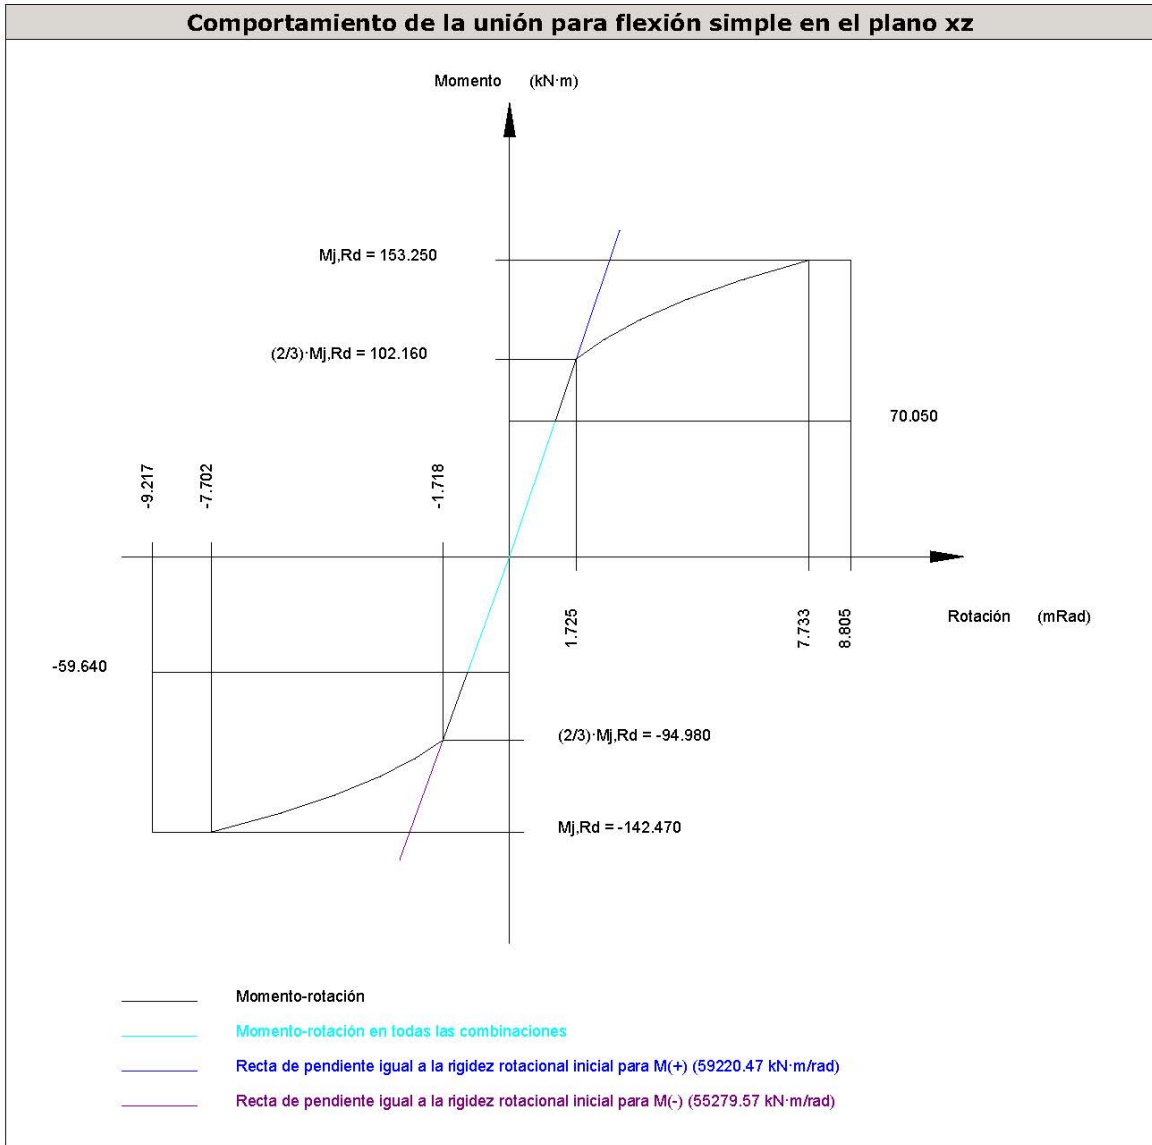 Comportamiento de la unión para flexión simple en el plano xz
Momento (kN·m)
Mj,Rd = 153.250
(2/3)·Mj,Rd = 102.160
70.050
-9.217
-7.702
-1.718
1.725
7.733
8.805
Rotación (mRad)
-59.640
(2/3)·Mj,Rd = -94.980
Mj,Rd = -142.470
Momento-rotación
Momento-rotación en todas las combinaciones
Recta de pendiente igual a la rigidez rotacional inicial para M(+) (59220.47 kN·m/rad)
Recta de pendiente igual a la rigidez rotacional inicial para M(-) (55279.57 kN·m/rad)